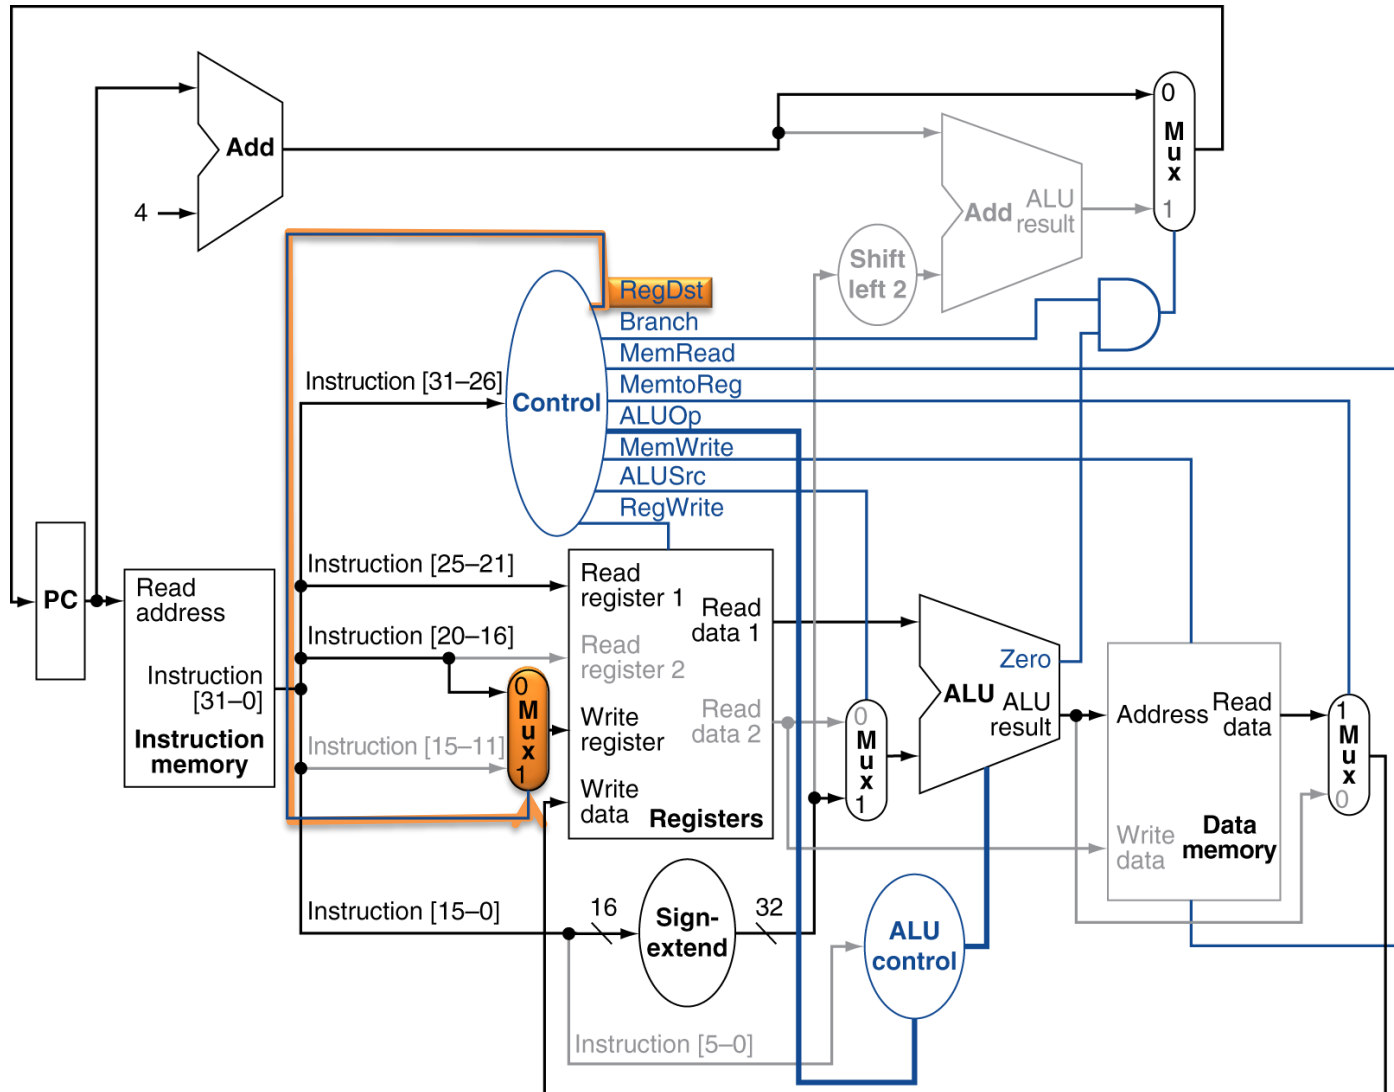 0
M
u
x
1
Add
4
Add
ALU
result
Shift
left 2
RegDst
Branch
MemRead
MemtoReg
ALUOp
MemWrite
ALUSrc
RegWrite
Instruction [31–26]
Control
PC
Read
address
Instruction
[31–0]
Instruction
memory
Instruction [25–21]
Instruction [20–16]
Instruction [15–11]
0
M
u
x
1
Read
register 1
Read
register 2
Write
register
Write
data
Read
data 1
Read
data 2
Registers
0
M
u
x
1
Zero
ALU
ALU
result
Address
Read
data
Write
data
Data
memory
1
M
u
x
0
Instruction [15–0]
16
Sign-
extend
32
ALU
control
Instruction [5–0]